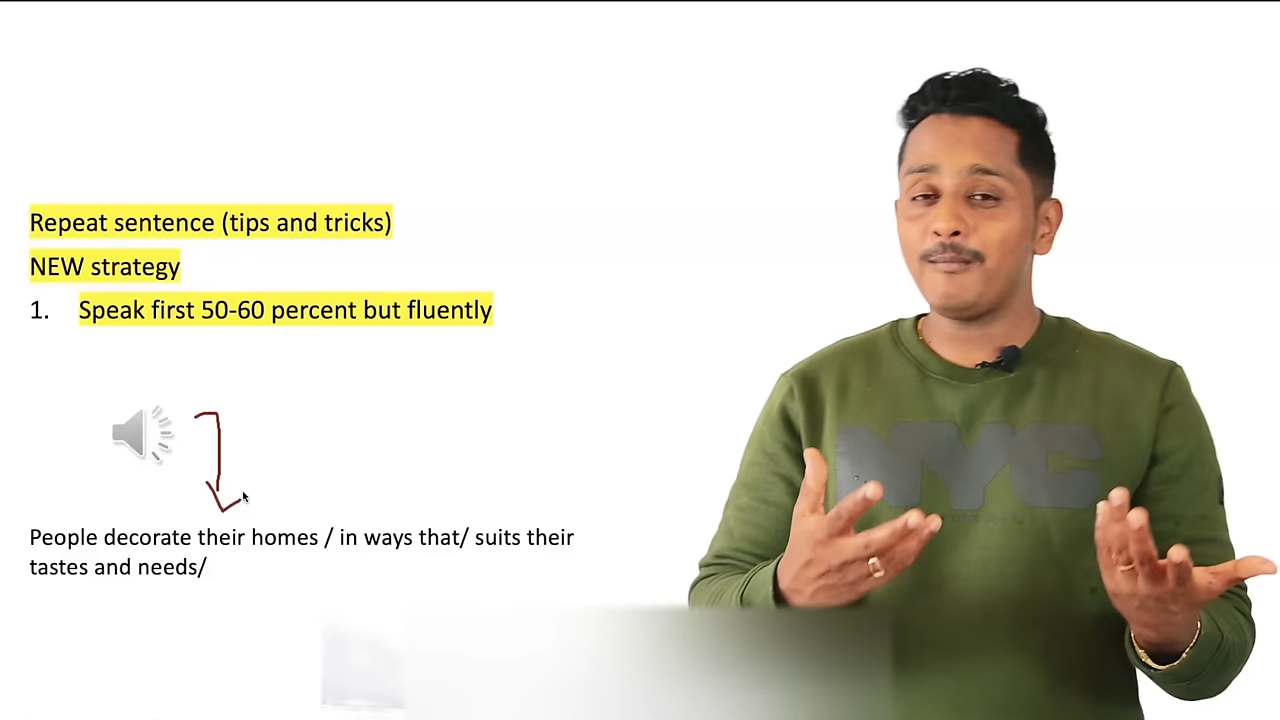 Repeat sentence (tips and tricks)
NEW strategy
1. Speak first 50-60 percent but fluently
NYC
People decorate their homes / in ways that/ suits their
tastes and needs/